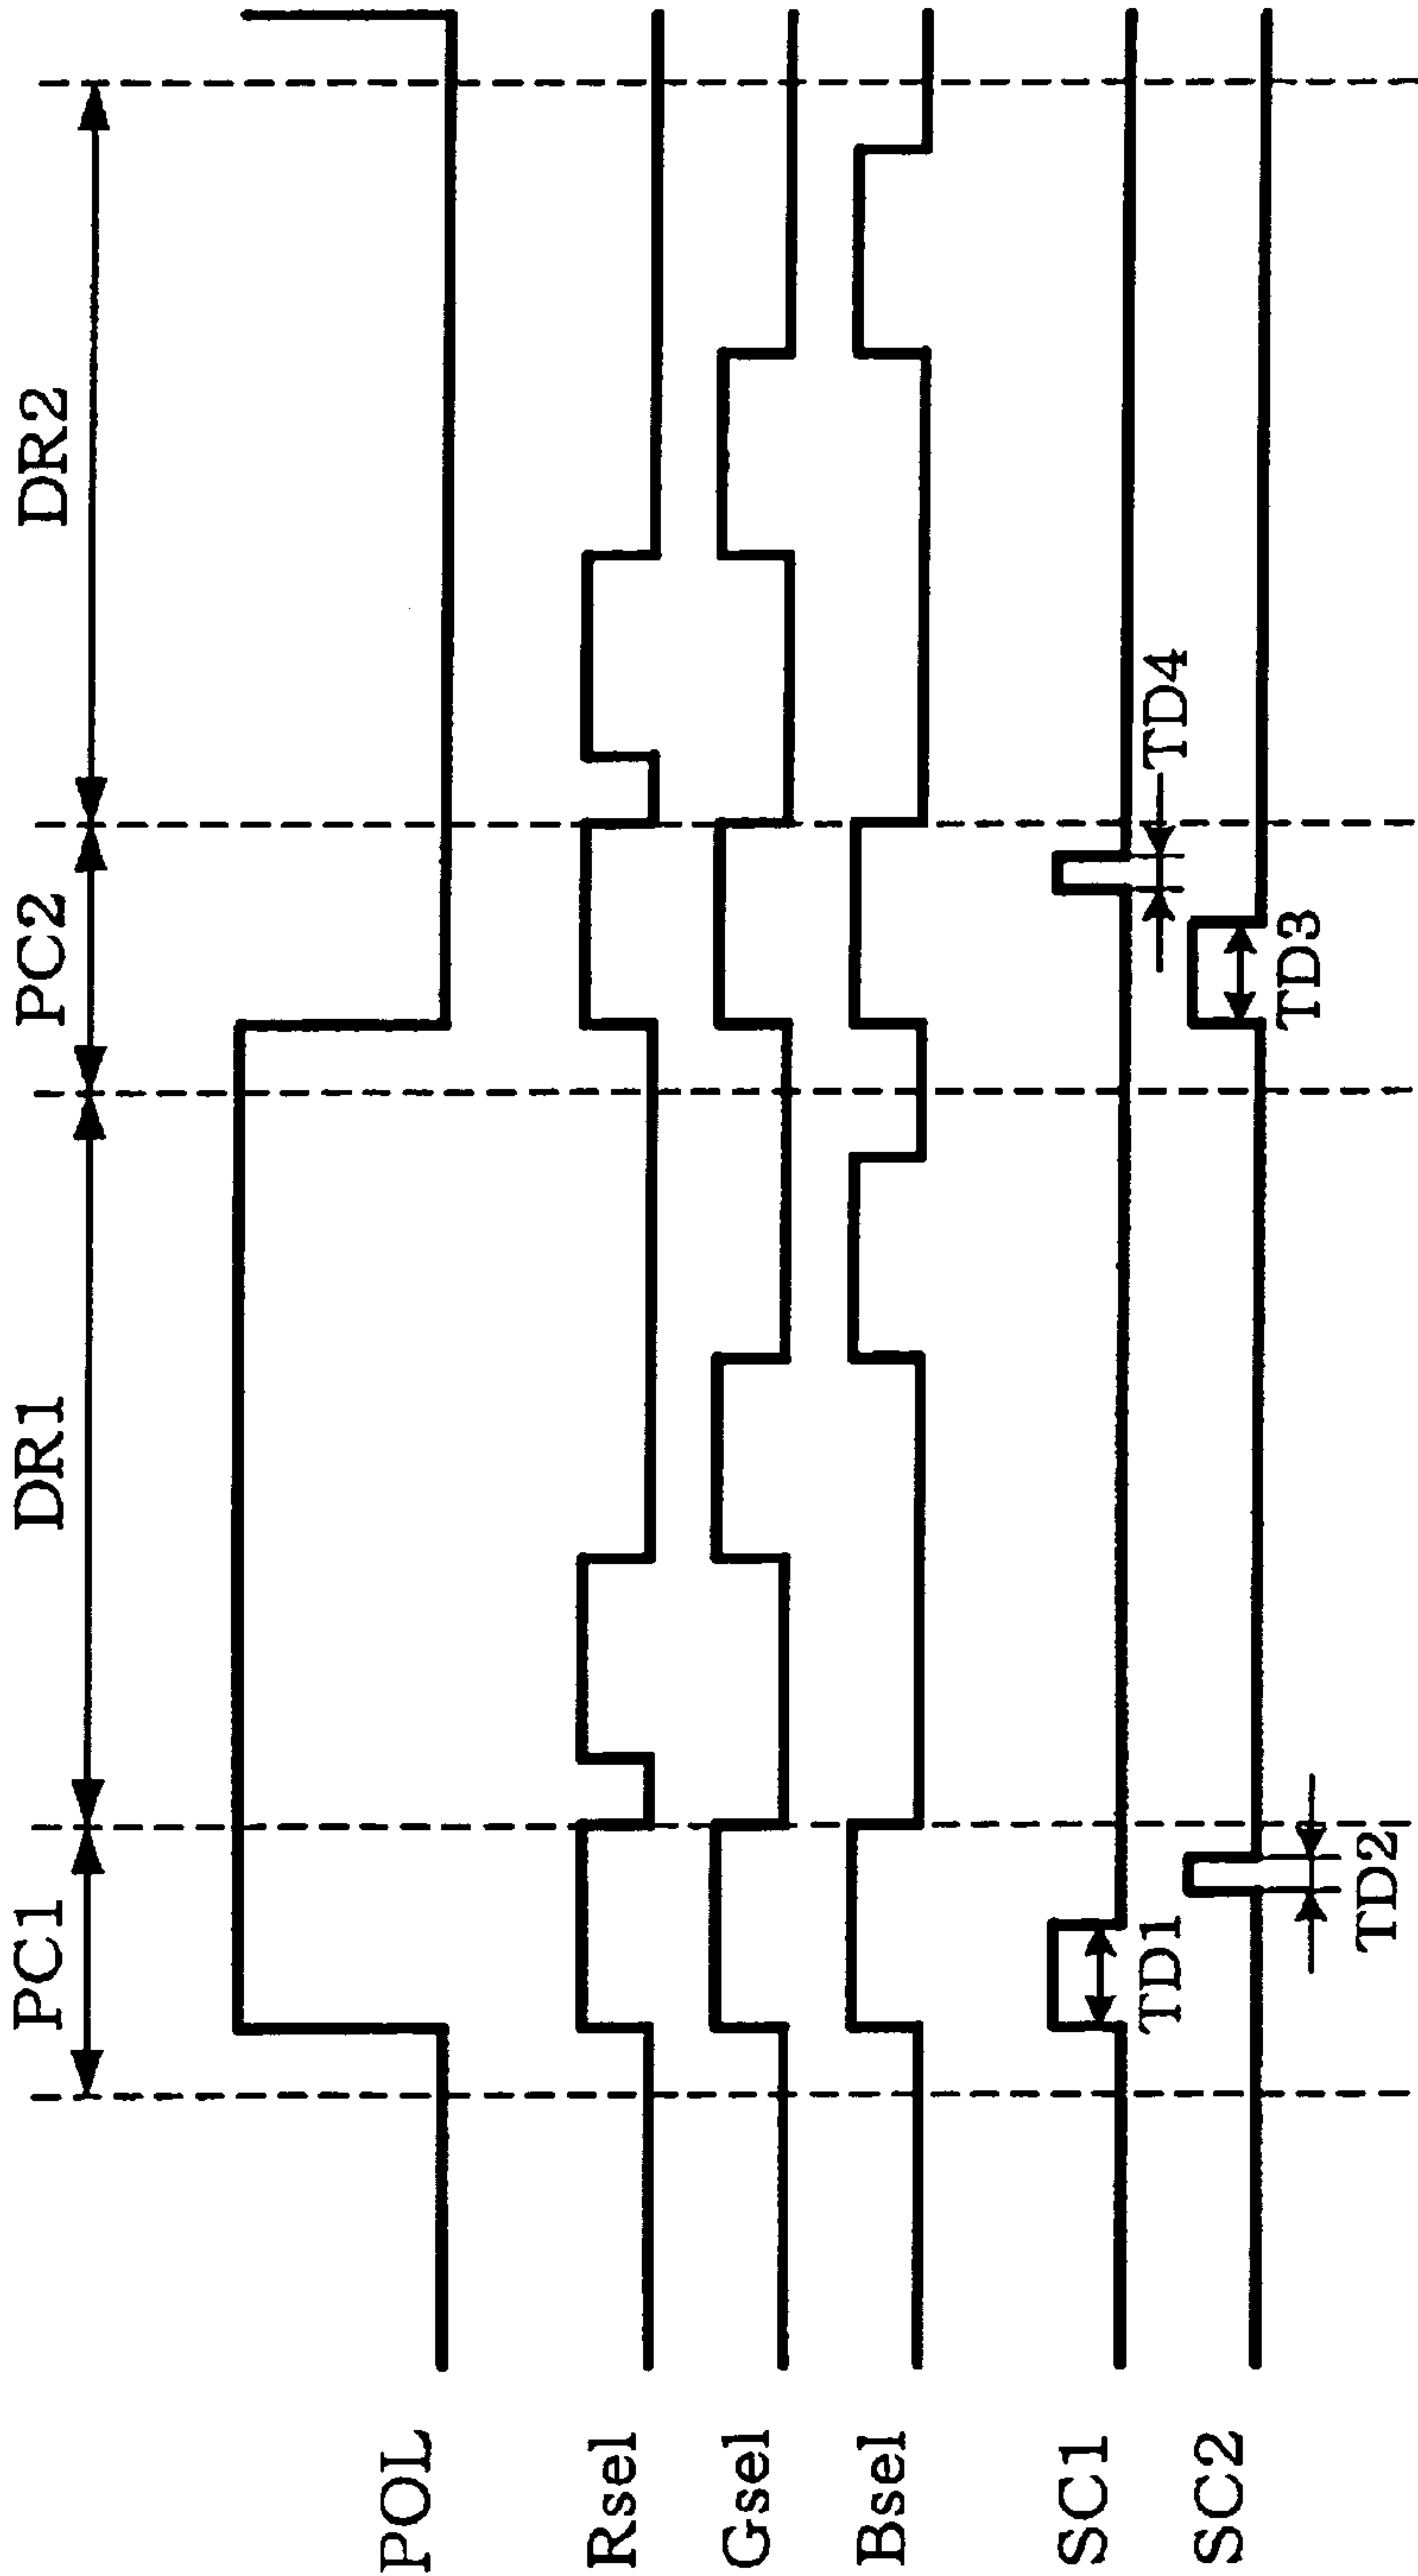 PC1
DR1
PC2
DR2
POL
Rsel
Gsel
Bsel
SC1
TD1
TD4
SC2
TD2
TD3